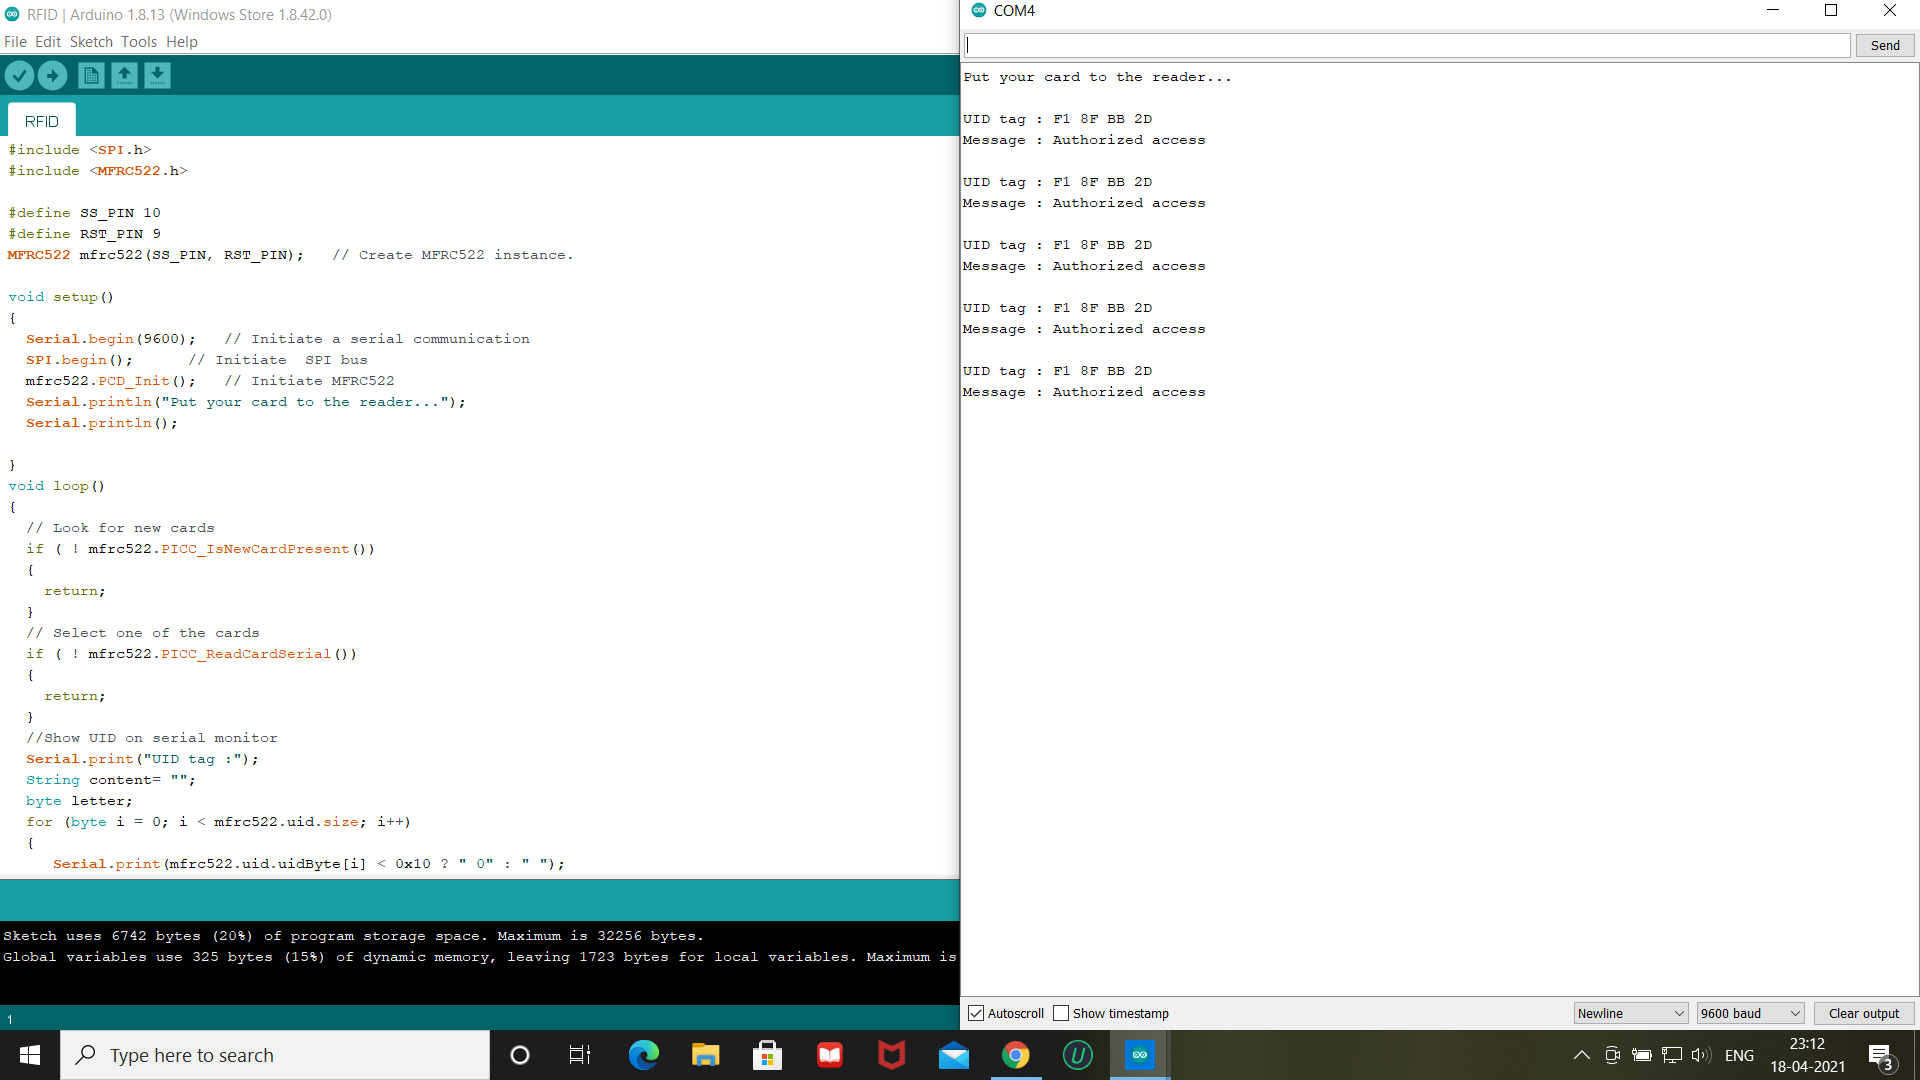 RFID | Arduino 1.8.13 (Windows Store 1.8.42.0)
File Edit Sketch Tools Help
RFID
#include <SPI.h>
#include <MFRC522.h>
#define SS_PIN 10
#define RST_PIN 9
MFRC522 mfrc522(SS_PIN, RST_PIN);   // Create MFRC522 instance.
void setup()
{
  Serial.begin(9600);   // Initiate a serial communication
  SPI.begin();      // Initiate  SPI bus
  mfrc522.PCD_Init();   // Initiate MFRC522
  Serial.println("Put your card to the reader...");
  Serial.println();
}
void loop()
{
  // Look for new cards
  if ( ! mfrc522.PICC_IsNewCardPresent())
  {
    return;
  }
  // Select one of the cards
  if ( ! mfrc522.PICC_ReadCardSerial())
  {
    return;
  }
  //Show UID on serial monitor
  Serial.print("UID tag :");
  String content= "";
  byte letter;
  for (byte i = 0; i < mfrc522.uid.size; i++)
  {
     Serial.print(mfrc522.uid.uidByte[i] < 0x10 ? " 0" : " ");
Sketch uses 6742 bytes (20%) of program storage space. Maximum is 32256 bytes.
Global variables use 325 bytes (15%) of dynamic memory, leaving 1723 bytes for local variables. Maximum is
1
COM4
Send
Put your card to the reader...
UID tag : F1 8F BB 2D
Message : Authorized access
UID tag : F1 8F BB 2D
Message : Authorized access
UID tag : F1 8F BB 2D
Message : Authorized access
UID tag : F1 8F BB 2D
Message : Authorized access
UID tag : F1 8F BB 2D
Message : Authorized access
Autoscroll Show timestamp Newline 9600 baud Clear output
Type here to search
ENG
23:12
18-04-2021
3